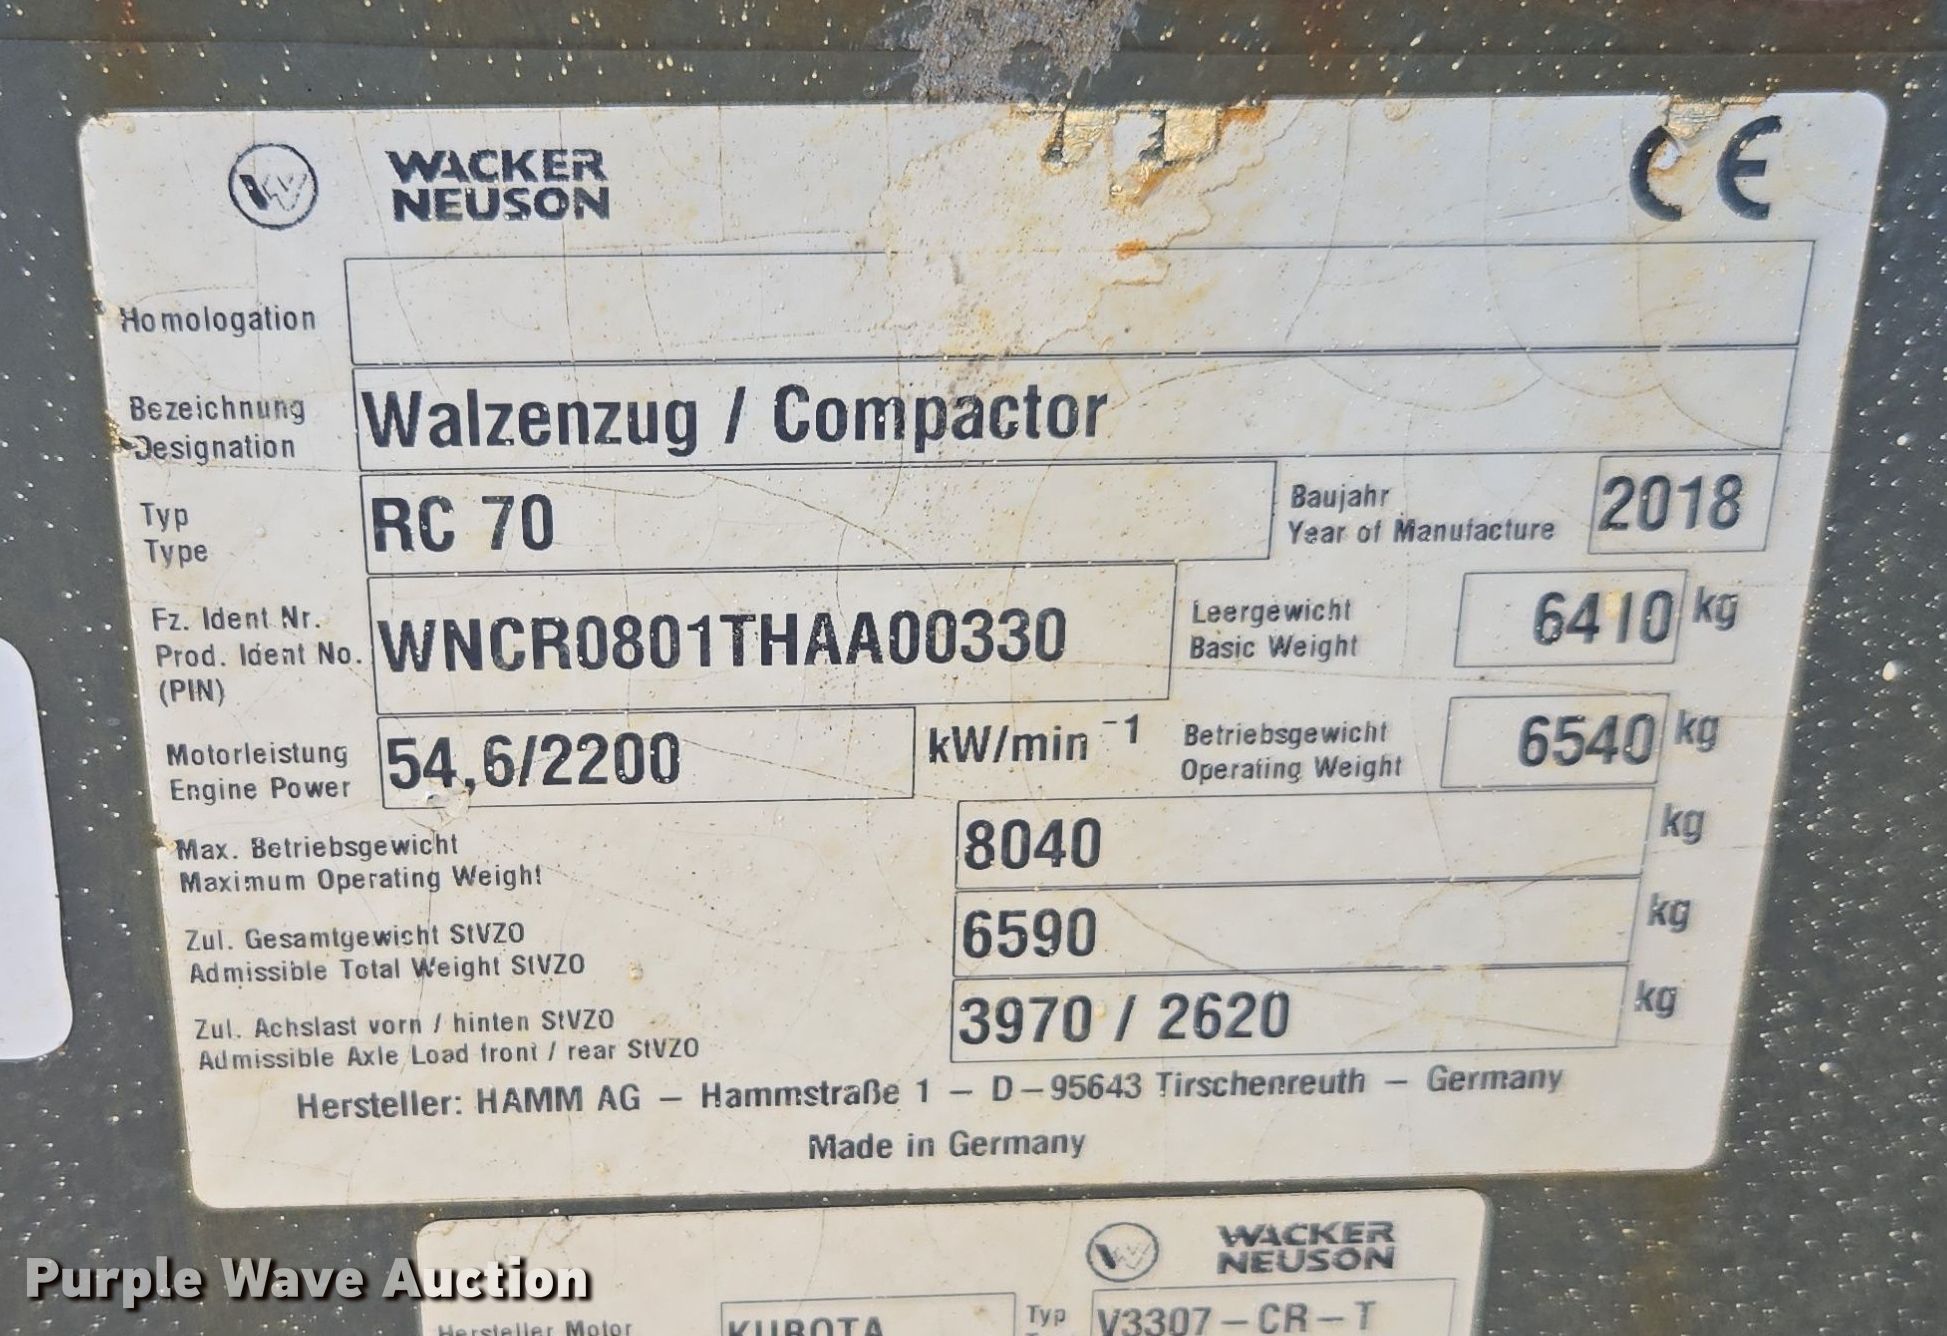 WACKER
NEUSON
CE
Homologation
Bezeichnung
Designation
Walzenzug / Compactor
Typ
Type
RC 70
Baujahr
Year of Manufacture
2018
Fz. Ident Nr.
Prod. Ident No.
(PIN)
WNCR0801THAA00330
Leergewicht
Basic Weight
6410 kg
Motorleistung
Engine Power
54,6/2200 kW/min⁻¹
Betriebsgewicht
Operating Weight
6540 kg
Max. Betriebsgewicht
Maximum Operating Weight
8040 kg
Zul. Gesamtgewicht StVZO
Admissible Total Weight StVZO
6590 kg
Zul. Achslast vorn / hinten StVZO
Admissible Axle Load front / rear StVZO
3970 / 2620 kg
Hersteller: HAMM AG – Hammstraße 1 – D–95643 Tirschenreuth – Germany
Made in Germany
WACKER
NEUSON
Hersteller Motor KUBOTA Typ V3307-CR-T
Purple Wave Auction